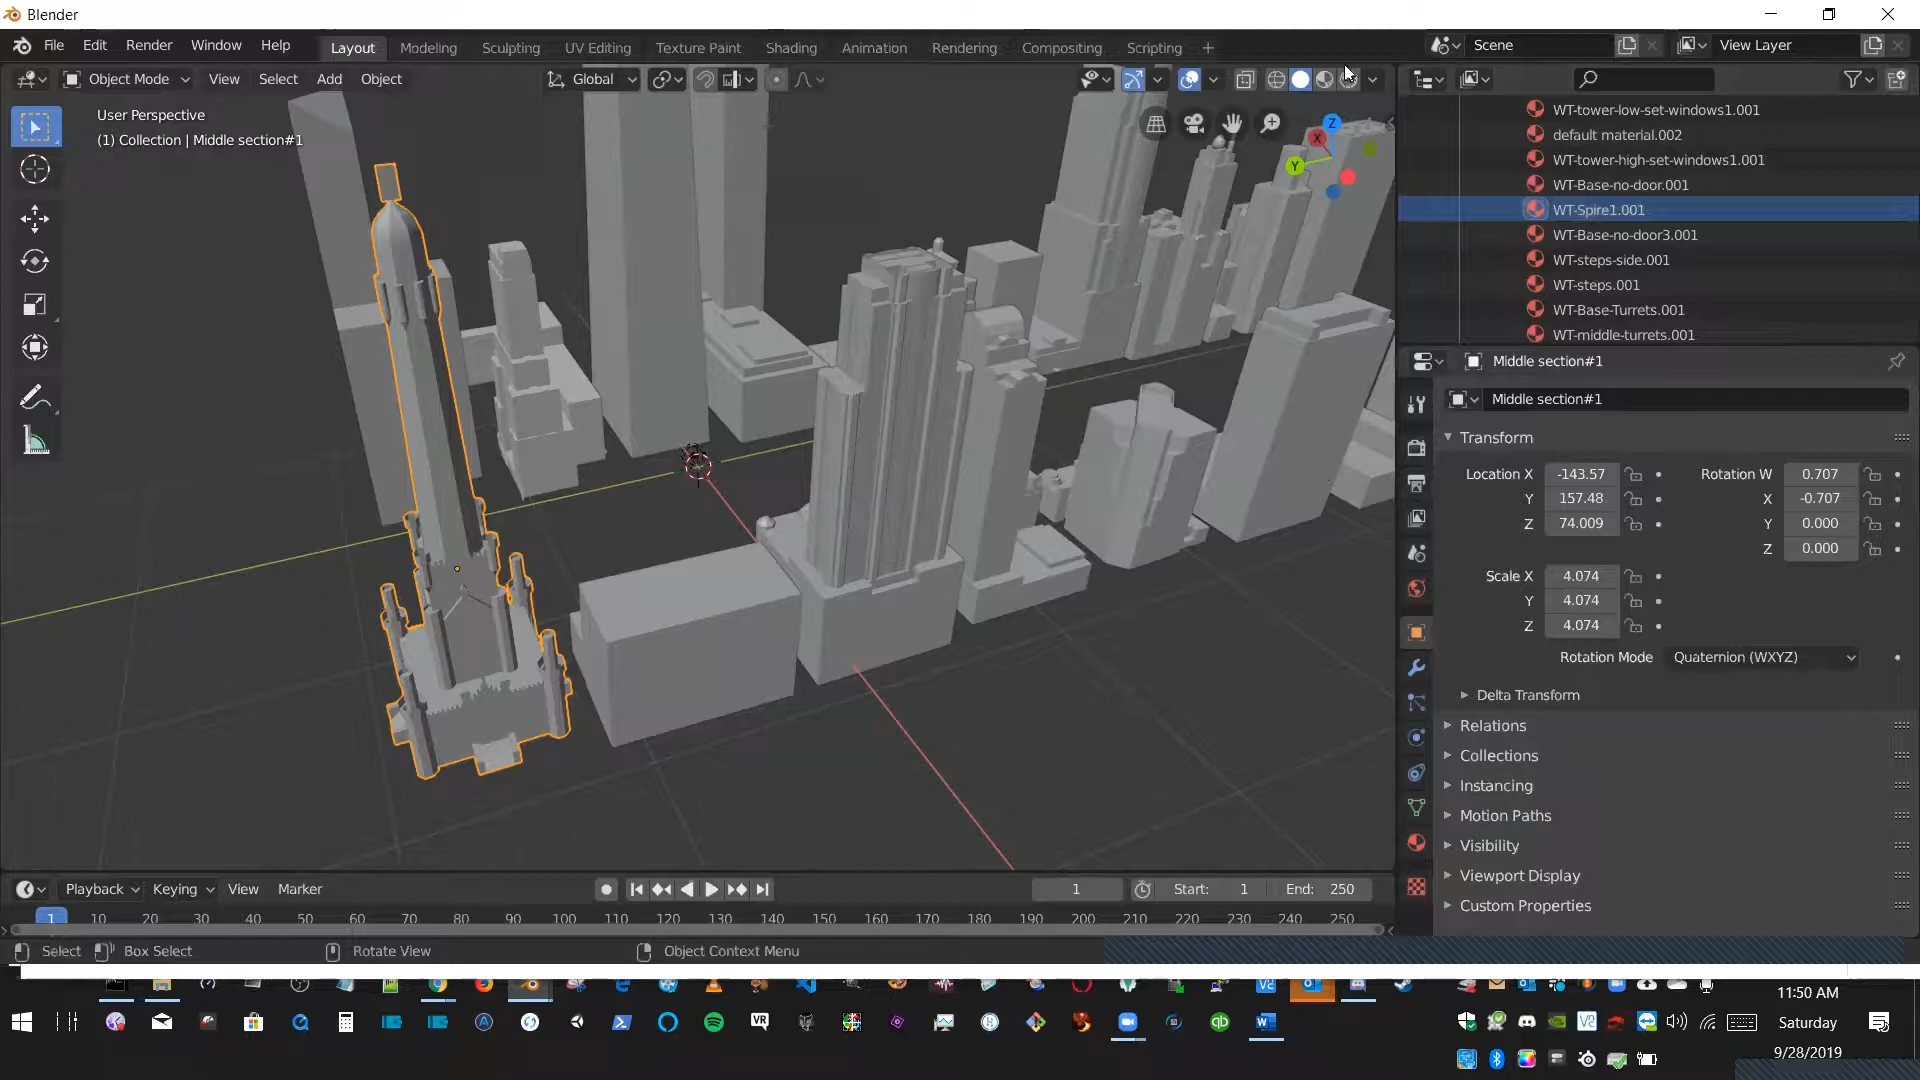 Blender
File Edit Render Window Help
Layout Modeling Sculpting UV Editing Texture Paint Shading Animation Rendering Compositing Scripting +
Scene
View Layer
Object Mode View Select Add Object
Global
User Perspective
(1) Collection | Middle section#1
Z
X
Y
WT-tower-low-set-windows1.001
default material.002
WT-tower-high-set-windows1.001
WT-Base-no-door.001
WT-Spire1.001
WT-Base-no-door3.001
WT-steps-side.001
WT-steps.001
WT-Base-Turrets.001
WT-middle-turrets.001
Middle section#1
Middle section#1
Transform
Location X -143.57 Rotation W 0.707
Y 157.48 X -0.707
Z 74.009 Y 0.000
Z 0.000
Scale X 4.074
Y 4.074
Z 4.074
Rotation Mode Quaternion (WXYZ)
Delta Transform
Relations
Collections
Instancing
Motion Paths
Visibility
Viewport Display
Custom Properties
Playback Keying View Marker
1 Start: 1 End: 250
1 10 20 30 40 50 60 70 80 90 100 110 120 130 140 150 160 170 180 190 200 210 220 230 240 250
Select Box Select Rotate View Object Context Menu
11:50 AM
Saturday
9/28/2019
VR
qb